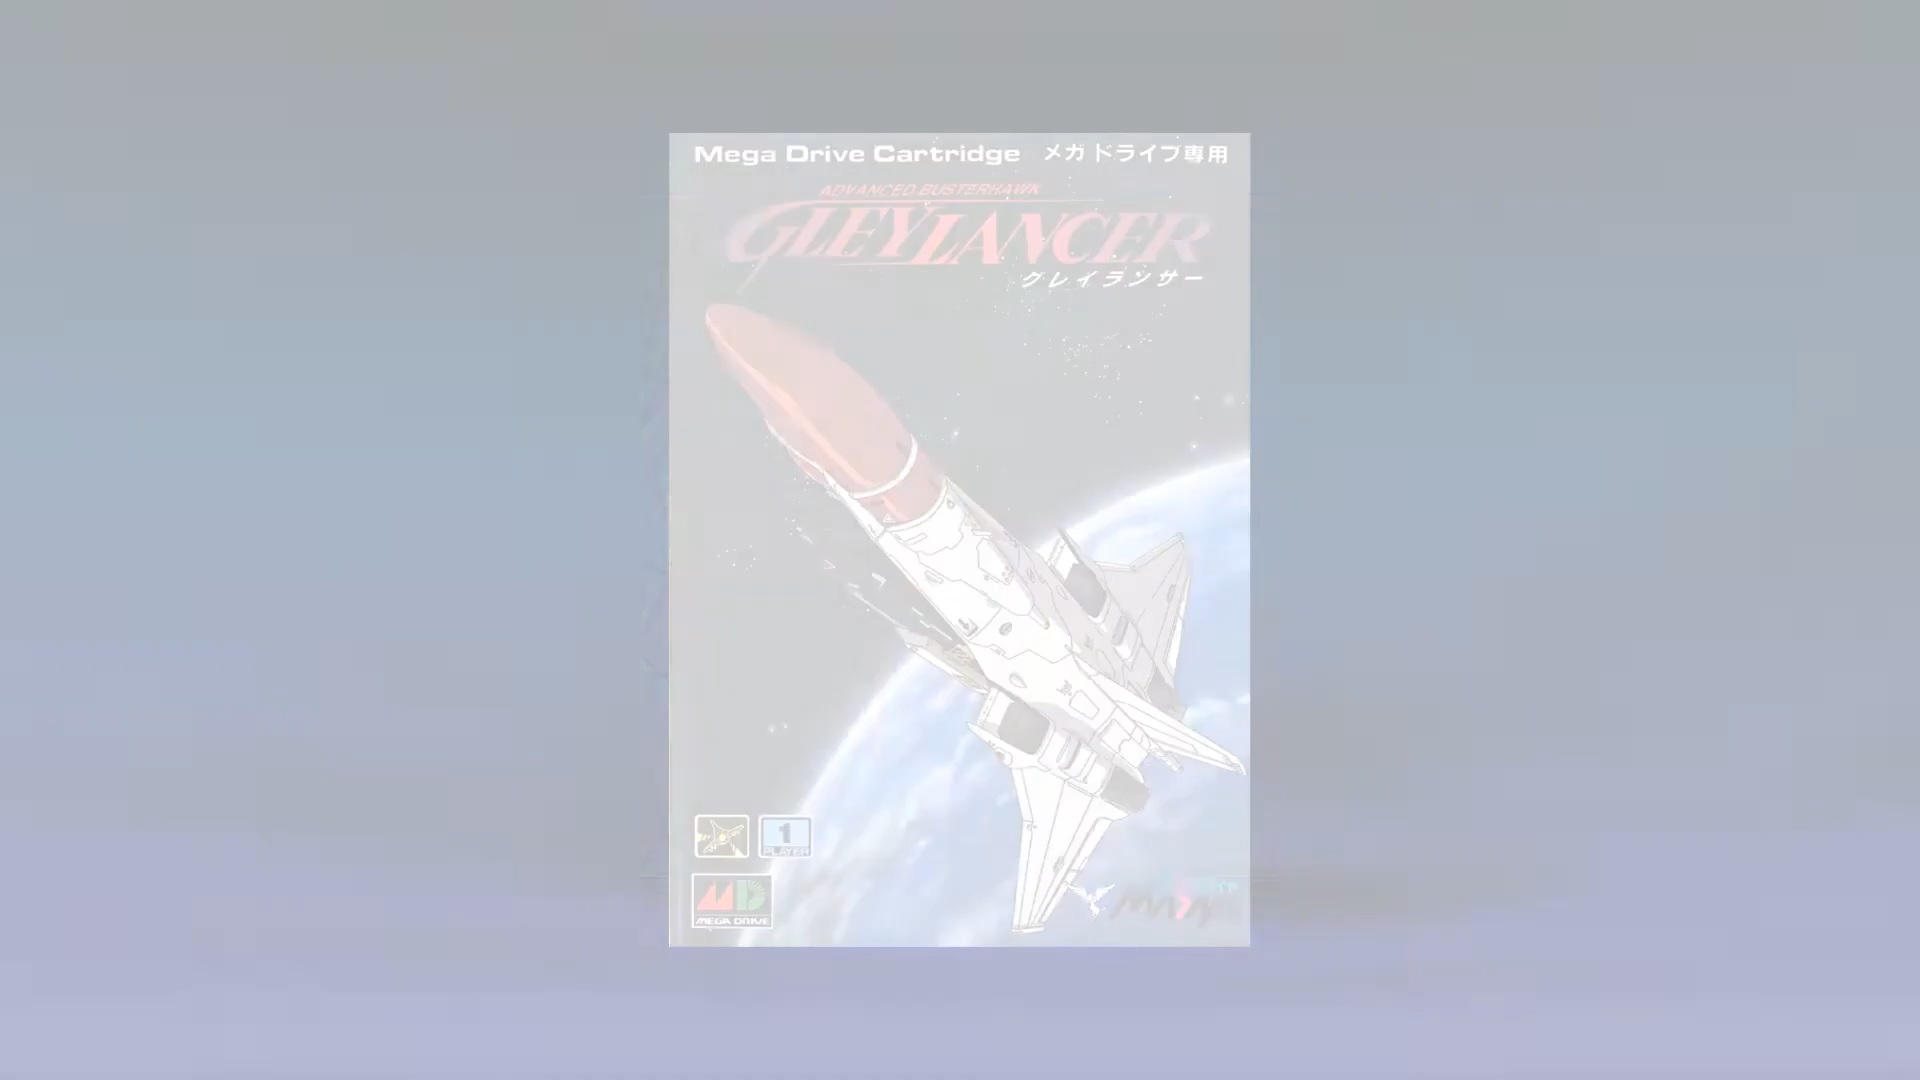 Mega Drive Cartridge メガドライブ専用
ADVANCED BUSTERHAWK
GLEYLANCER
グレイランサー
1
PLAYER
MD
MEGA DRIVE